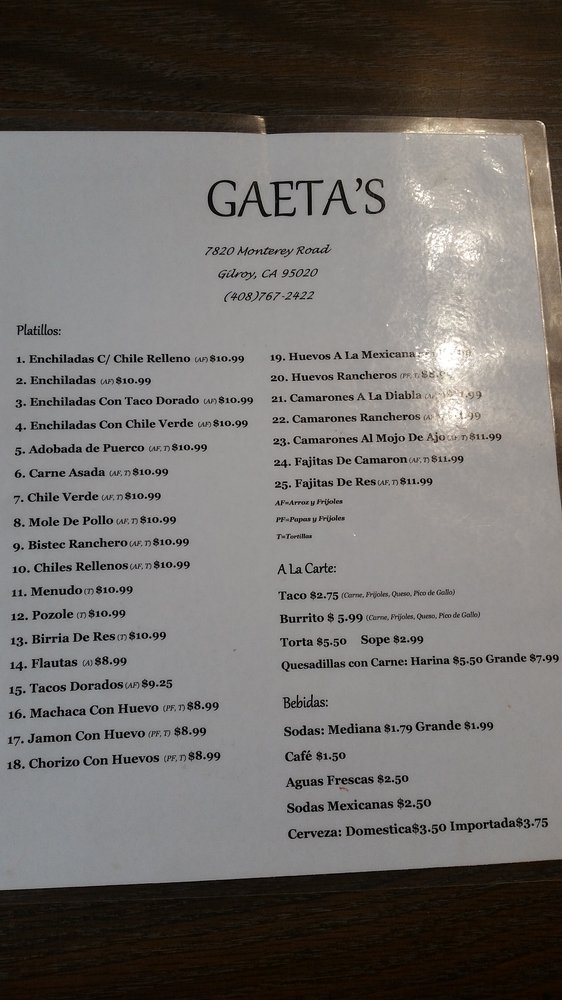 GAETA'S
7820 Monterey Road
Gilroy, CA 95020
(408)767-2422
Platillos:
1. Enchiladas C/ Chile Relleno (AF) $10.99
2. Enchiladas (AF) $10.99
3. Enchiladas Con Taco Dorado (AF) $10.99
4. Enchiladas Con Chile Verde (AF) $10.99
5. Adobada de Puerco (AF, T) $10.99
6. Carne Asada (AF, T) $10.99
7. Chile Verde (AF, T) $10.99
8. Mole De Pollo (AF, T) $10.99
9. Bistec Ranchero (AF, T) $10.99
10. Chiles Rellenos (AF, T) $10.99
11. Menudo (T) $10.99
12. Pozole (T) $10.99
13. Birria De Res (T) $10.99
14. Flautas (A) $8.99
15. Tacos Dorados (AF) $9.25
16. Machaca Con Huevo (PF, T) $8.99
17. Jamon Con Huevo (PF, T) $8.99
18. Chorizo Con Huevos (PF, T) $8.99
19. Huevos A La Mexicana
20. Huevos Rancheros (PF, T)
21. Camarones A La Diabla
22. Camarones Rancheros
23. Camarones Al Mojo De Ajo (AF, T) $11.99
24. Fajitas De Camaron (AF, T) $11.99
25. Fajitas De Res (AF, T) $11.99
AF=Arroz y Frijoles
PF=Papas y Frijoles
T=Tortillas
A La Carte:
Taco $2.75 (Carne, Frijoles, Queso, Pico de Gallo)
Burrito $ 5.99 (Carne, Frijoles, Queso, Pico de Gallo)
Torta $5.50 Sope $2.99
Quesadillas con Carne: Harina $5.50 Grande $7.99
Bebidas:
Sodas: Mediana $1.79 Grande $1.99
Café $1.50
Aguas Frescas $2.50
Sodas Mexicanas $2.50
Cerveza: Domestica$3.50 Importada$3.75